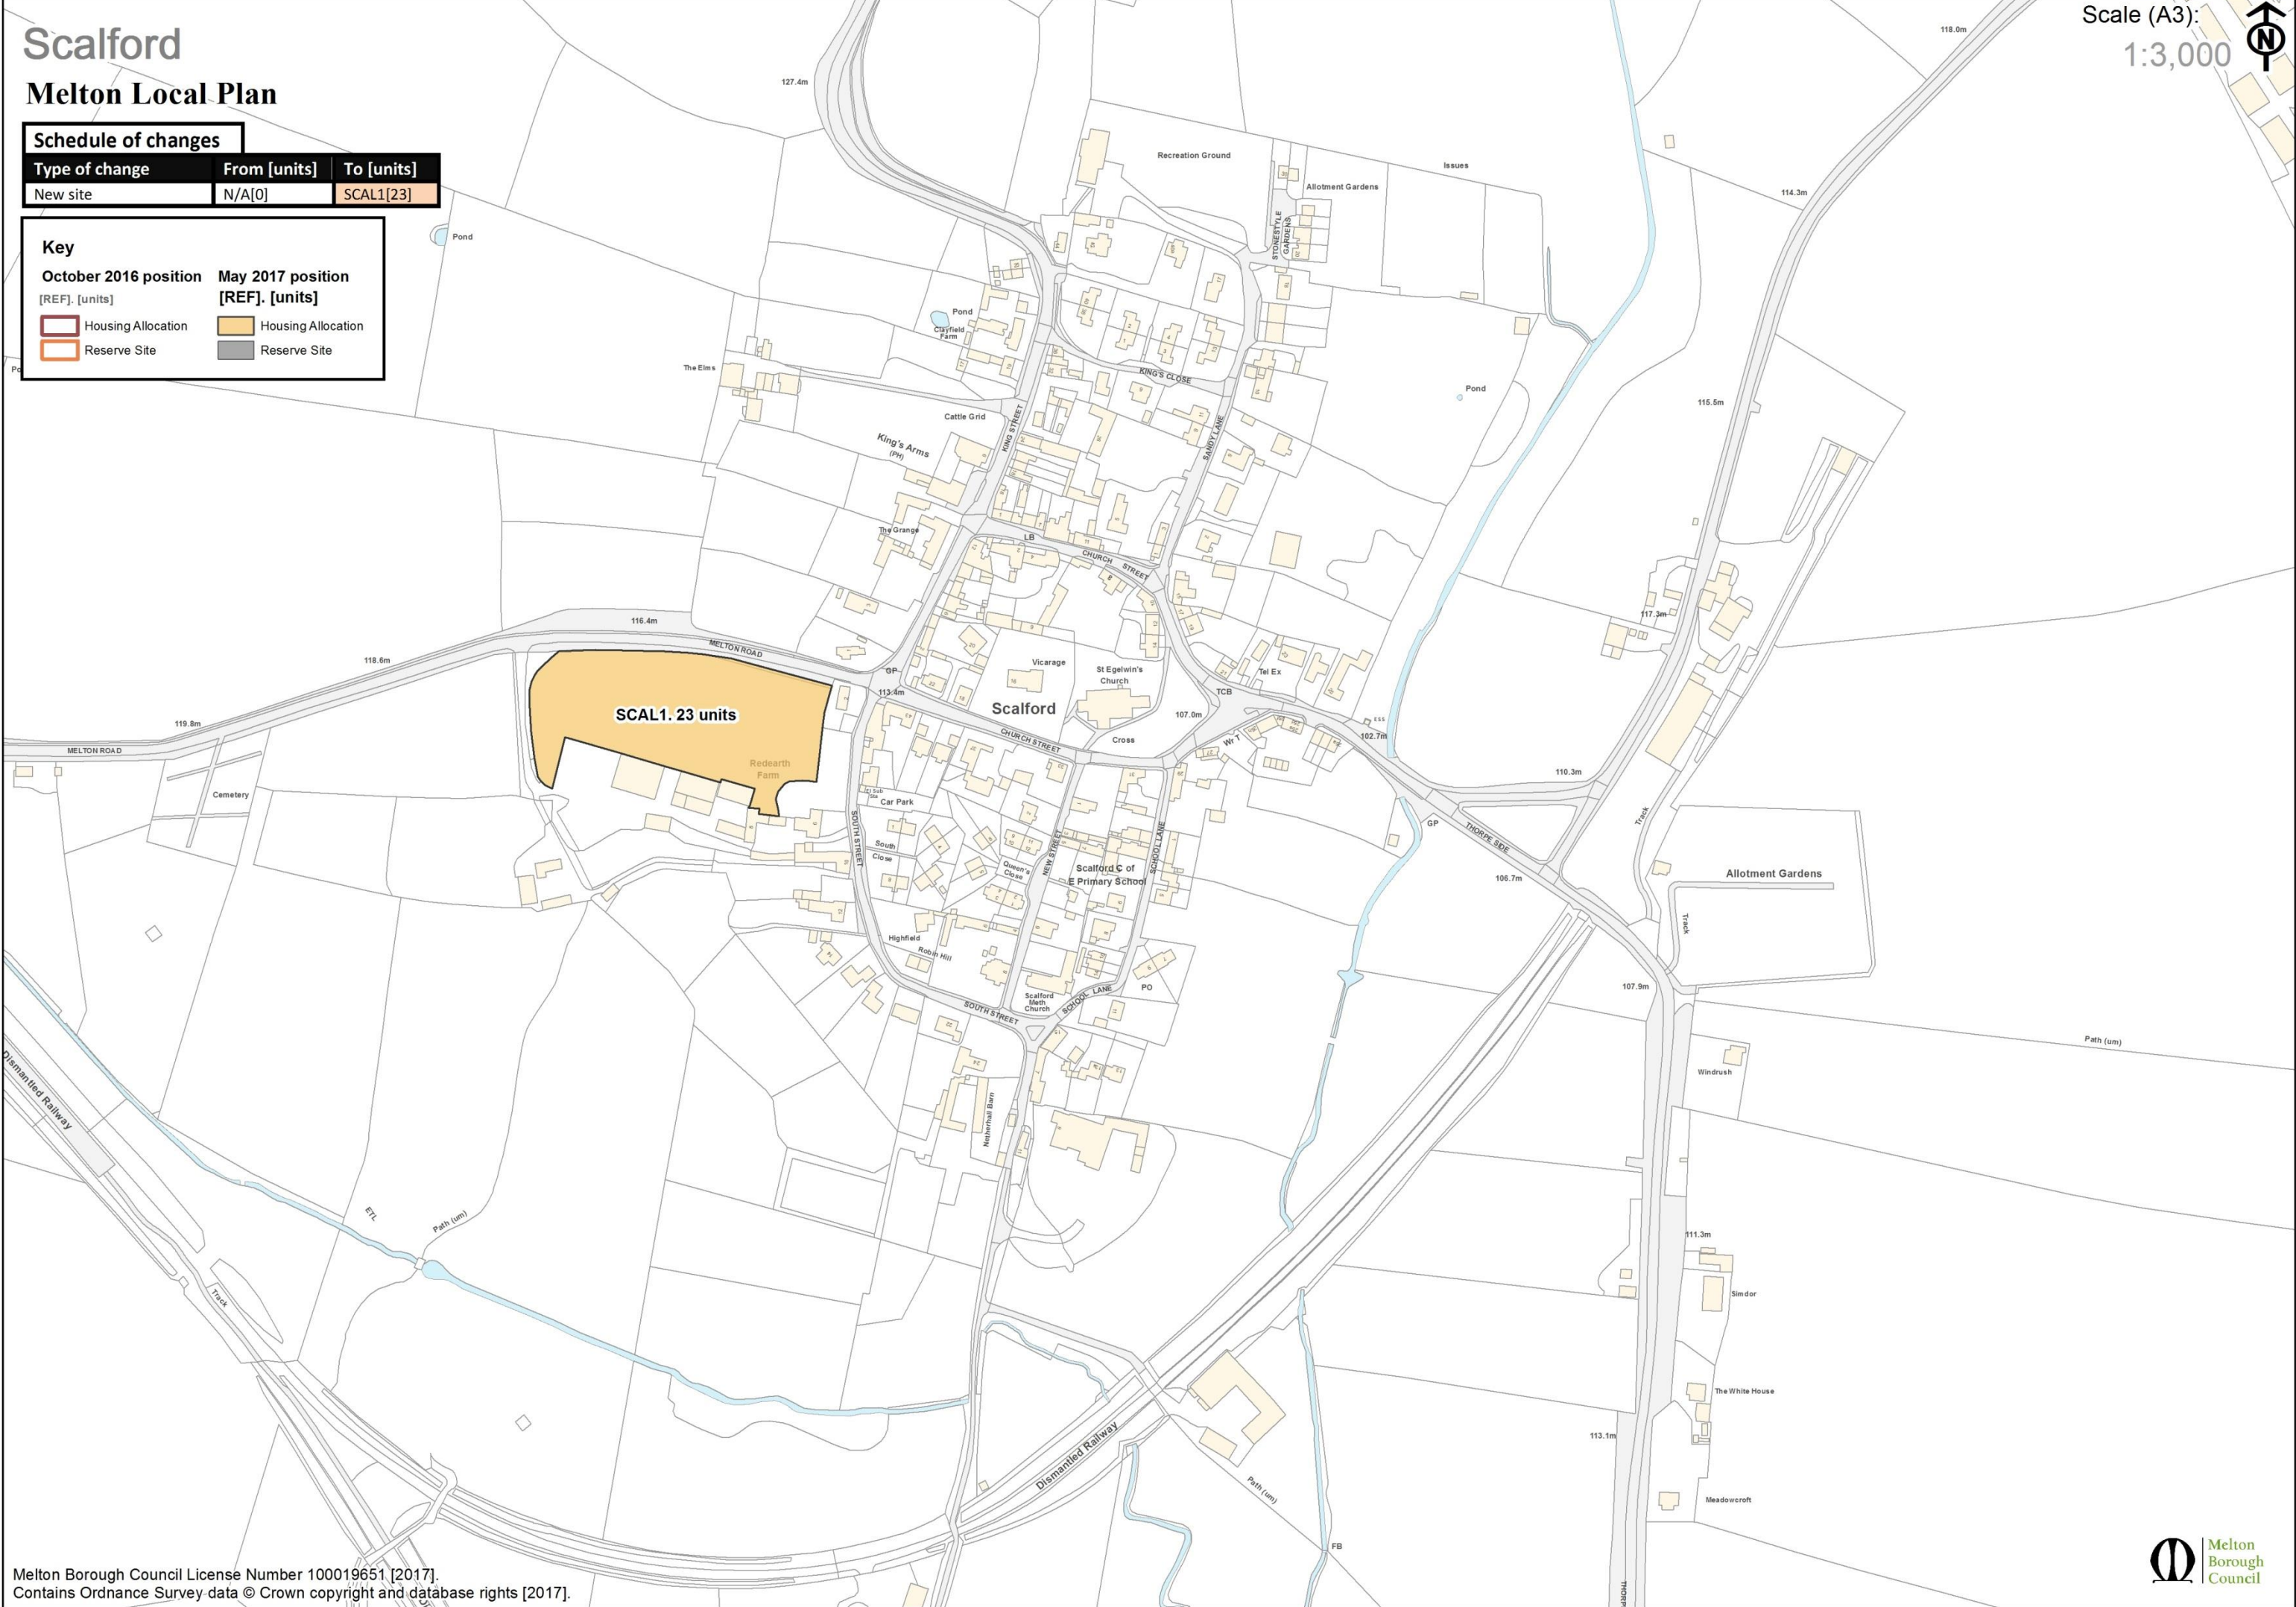 Scalford
Melton Local Plan
Schedule of changes
Type of change From [units] To [units]
New site N/A[0] SCAL1[23]
Key
October 2016 position May 2017 position
[REF]. [units] [REF]. [units]
Housing Allocation Housing Allocation
Reserve Site Reserve Site
Scale (A3):
1:3,000
N
118.0m
127.4m
Recreation Ground
Issues
Allotment Gardens
114.3m
STONESTYLE
GARDENS
Pond
Pond
Clayfield
Farm
The Elms
KING'S CLOSE
Pond
115.5m
Cattle Grid
KING STREET
SANDY LANE
King's Arms
(PH)
The Grange
LB
CHURCH STREET
117.3m
116.4m
MELTON ROAD
118.6m
GP
113.4m
Vicarage
St Egelwin's
Church
Tel Ex
TCB
SCAL1. 23 units
Scalford
107.0m
119.8m
MELTON ROAD
CHURCH STREET
Cross
Wr T
ESS
102.7m
Redearth
Farm
110.3m
Cemetery
El Sub
Sta
Car Park
SOUTH STREET
South
Close
Queen's
Close
NEW STREET
SCHOOL LANE
Scalford C of
E Primary School
GP
THORPE SIDE
Track
106.7m
Allotment Gardens
Track
Highfield
Robin Hill
Scalford
Meth
Church
SCHOOL LANE
PO
SOUTH STREET
107.9m
Path (um)
Windrush
Dismantled Railway
Netherhall Barn
ETL
Path (um)
111.3m
Track
Simdor
The White House
113.1m
Dismantled Railway
Path (um)
Meadowcroft
FB
Melton Borough Council License Number 100019651 [2017].
Contains Ordnance Survey data © Crown copyright and database rights [2017].
Melton
Borough
Council